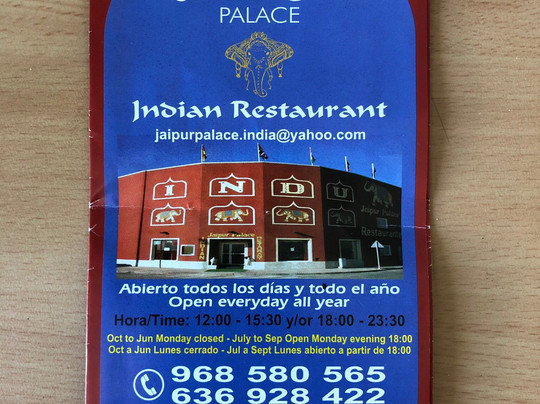 PALACE
Indian Restaurant
jaipurpalace.india@yahoo.com
I N D U
Jaipur Palace
Jaipur Palace
Restaurant
Abierto todos los días y todo el año
Open everyday all year
Hora/Time: 12:00 - 15:30 y/or 18:00 - 23:30
Oct to Jun Monday closed - July to Sep Open Monday evening 18:00
Oct a Jun Lunes cerrado - Jul a Sept Lunes abierto a partir de 18:00
968 580 565
636 928 422